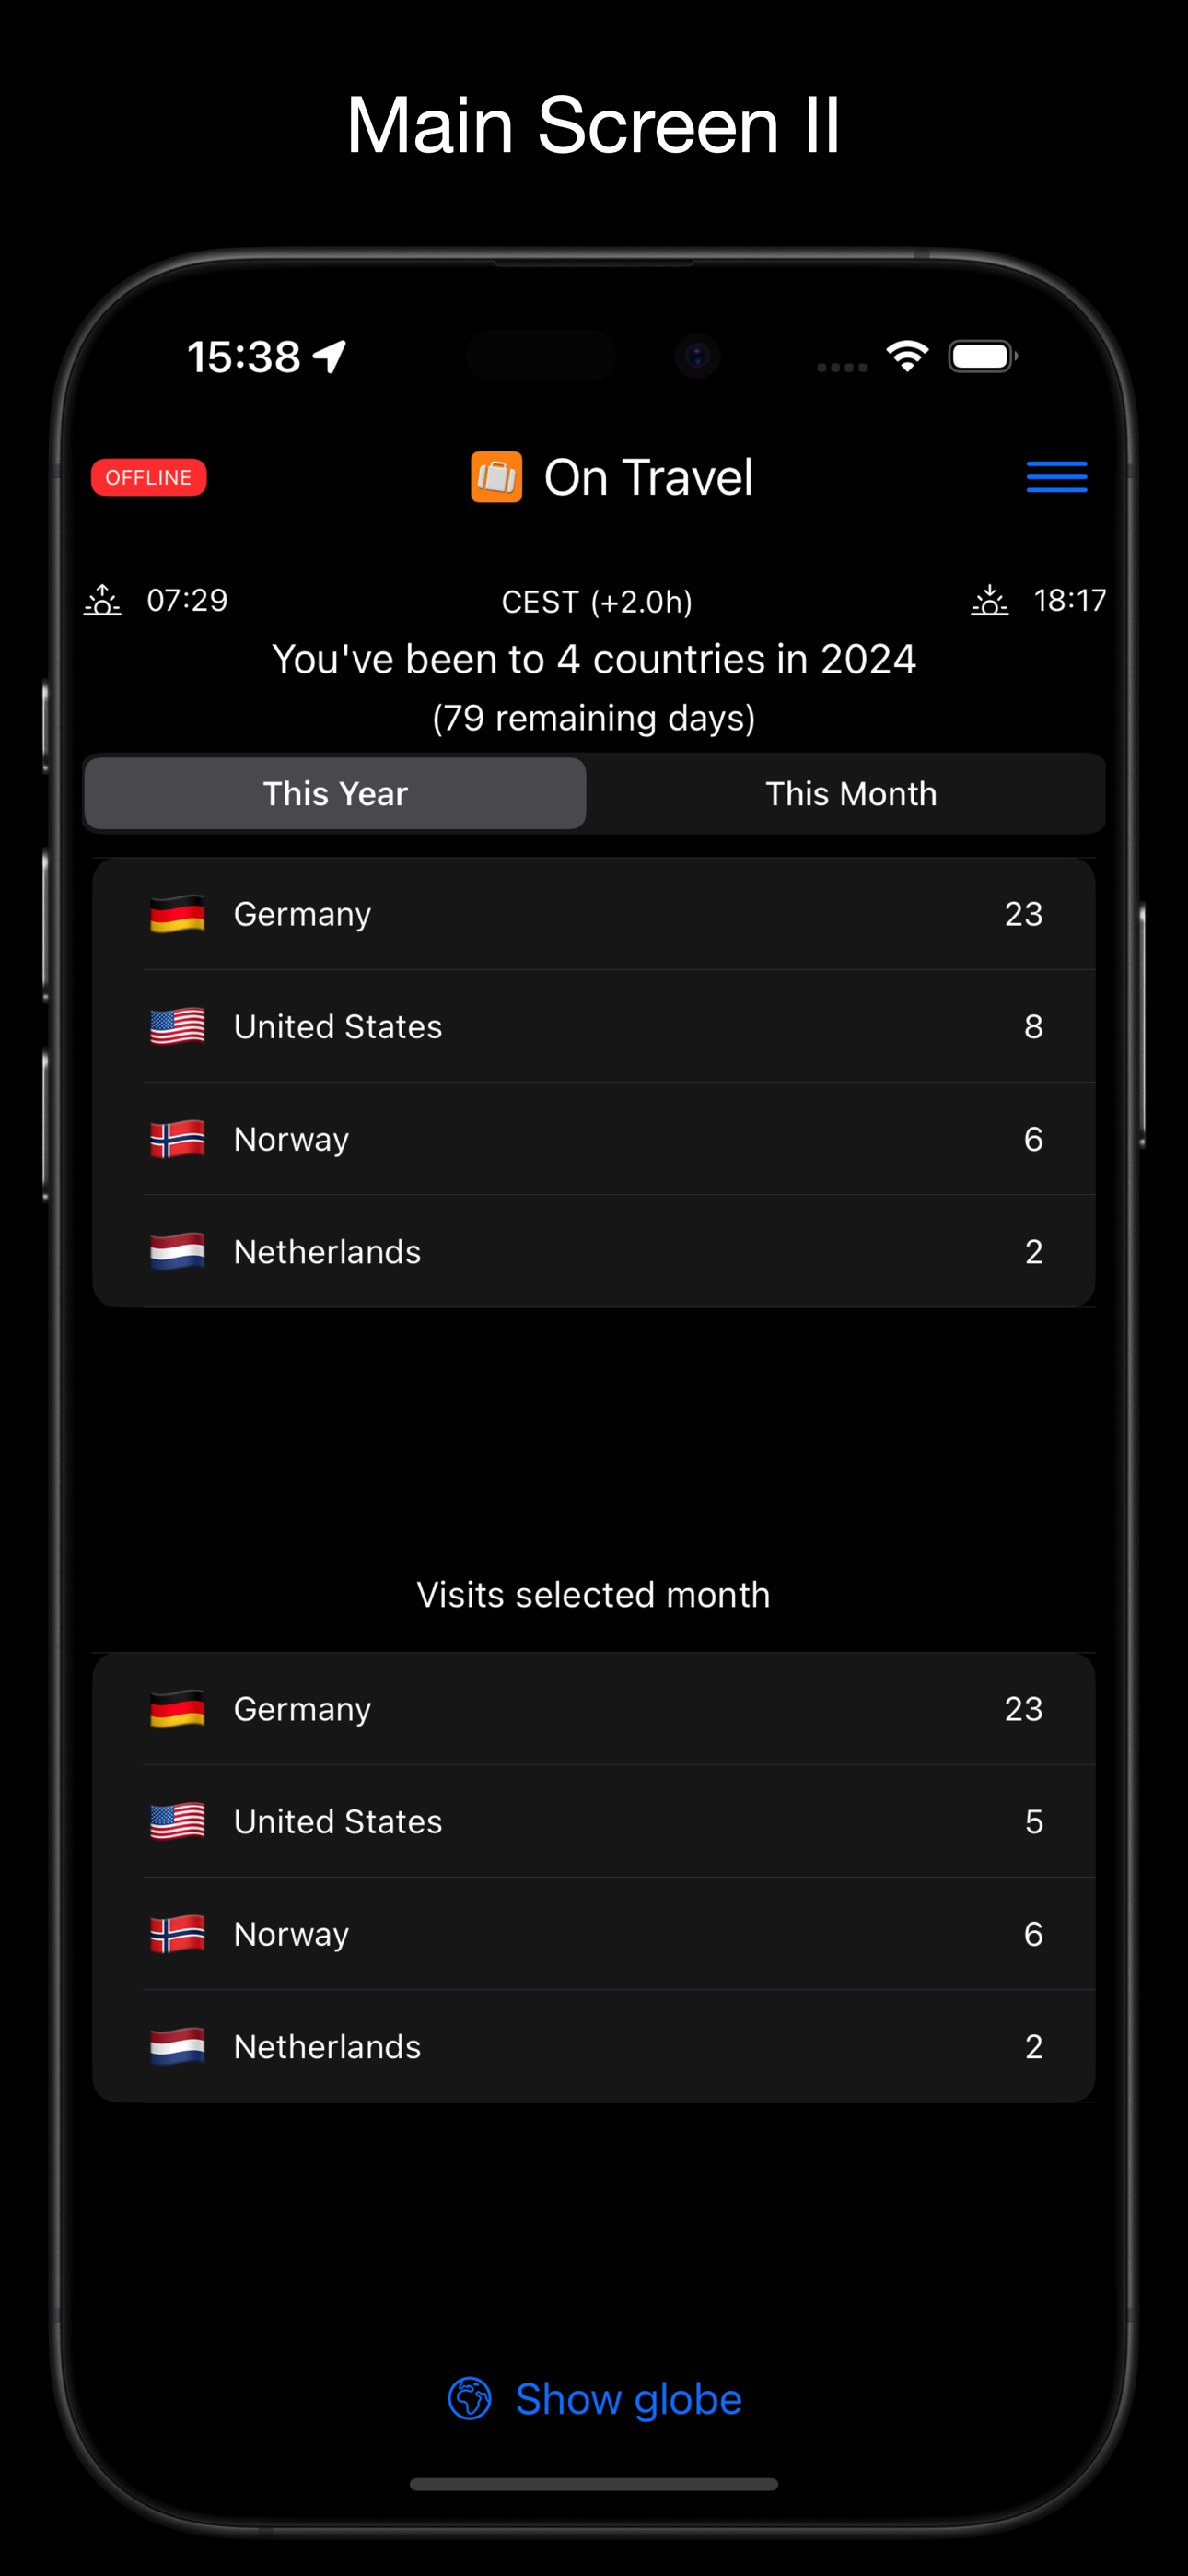 Main Screen II
15:38
OFFLINE
On Travel
07:29 CEST (+2.0h) 18:17
You've been to 4 countries in 2024
(79 remaining days)
This Year This Month
Germany 23
United States 8
Norway 6
Netherlands 2
Visits selected month
Germany 23
United States 5
Norway 6
Netherlands 2
Show globe